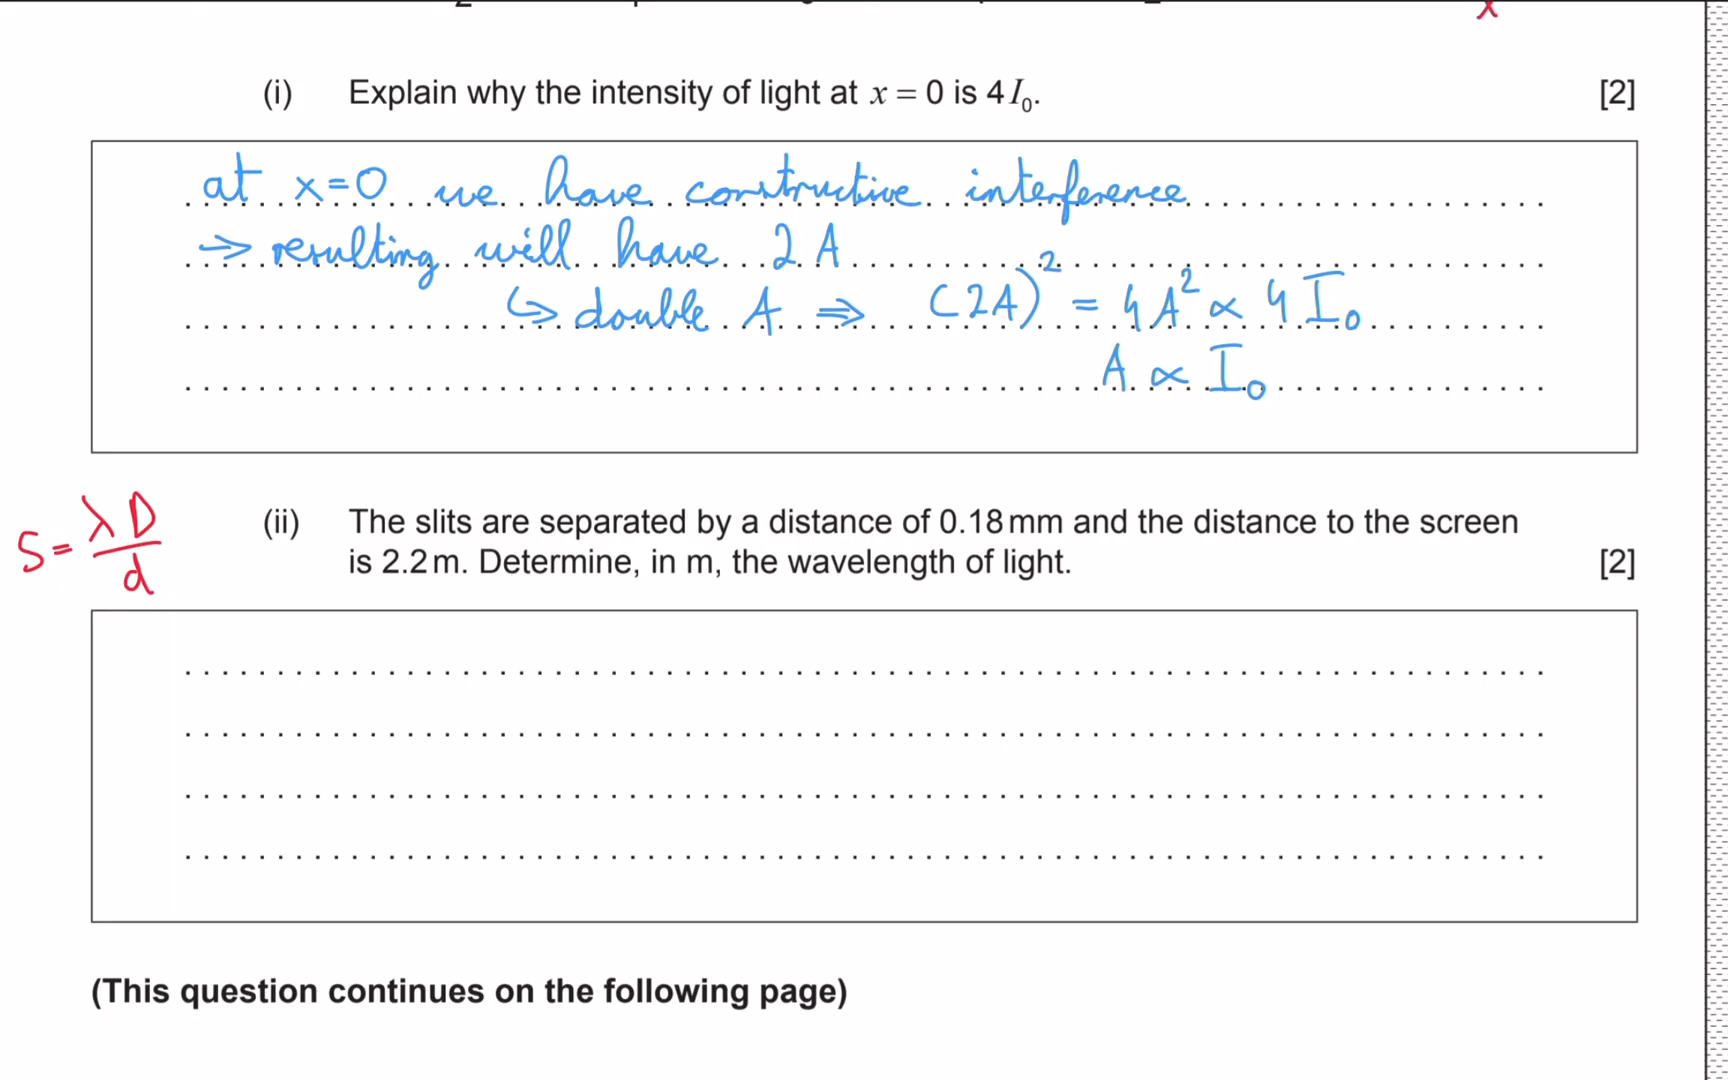 (i) Explain why the intensity of light at x = 0 is 4I₀. [2]
at x=0 we have constructive interference
⇒ resulting will have 2A
↳ double A ⇒ (2A)² = 4A² ∝ 4I₀
A ∝ I₀
S = λD/d
(ii) The slits are separated by a distance of 0.18 mm and the distance to the screen
is 2.2 m. Determine, in m, the wavelength of light. [2]
(This question continues on the following page)